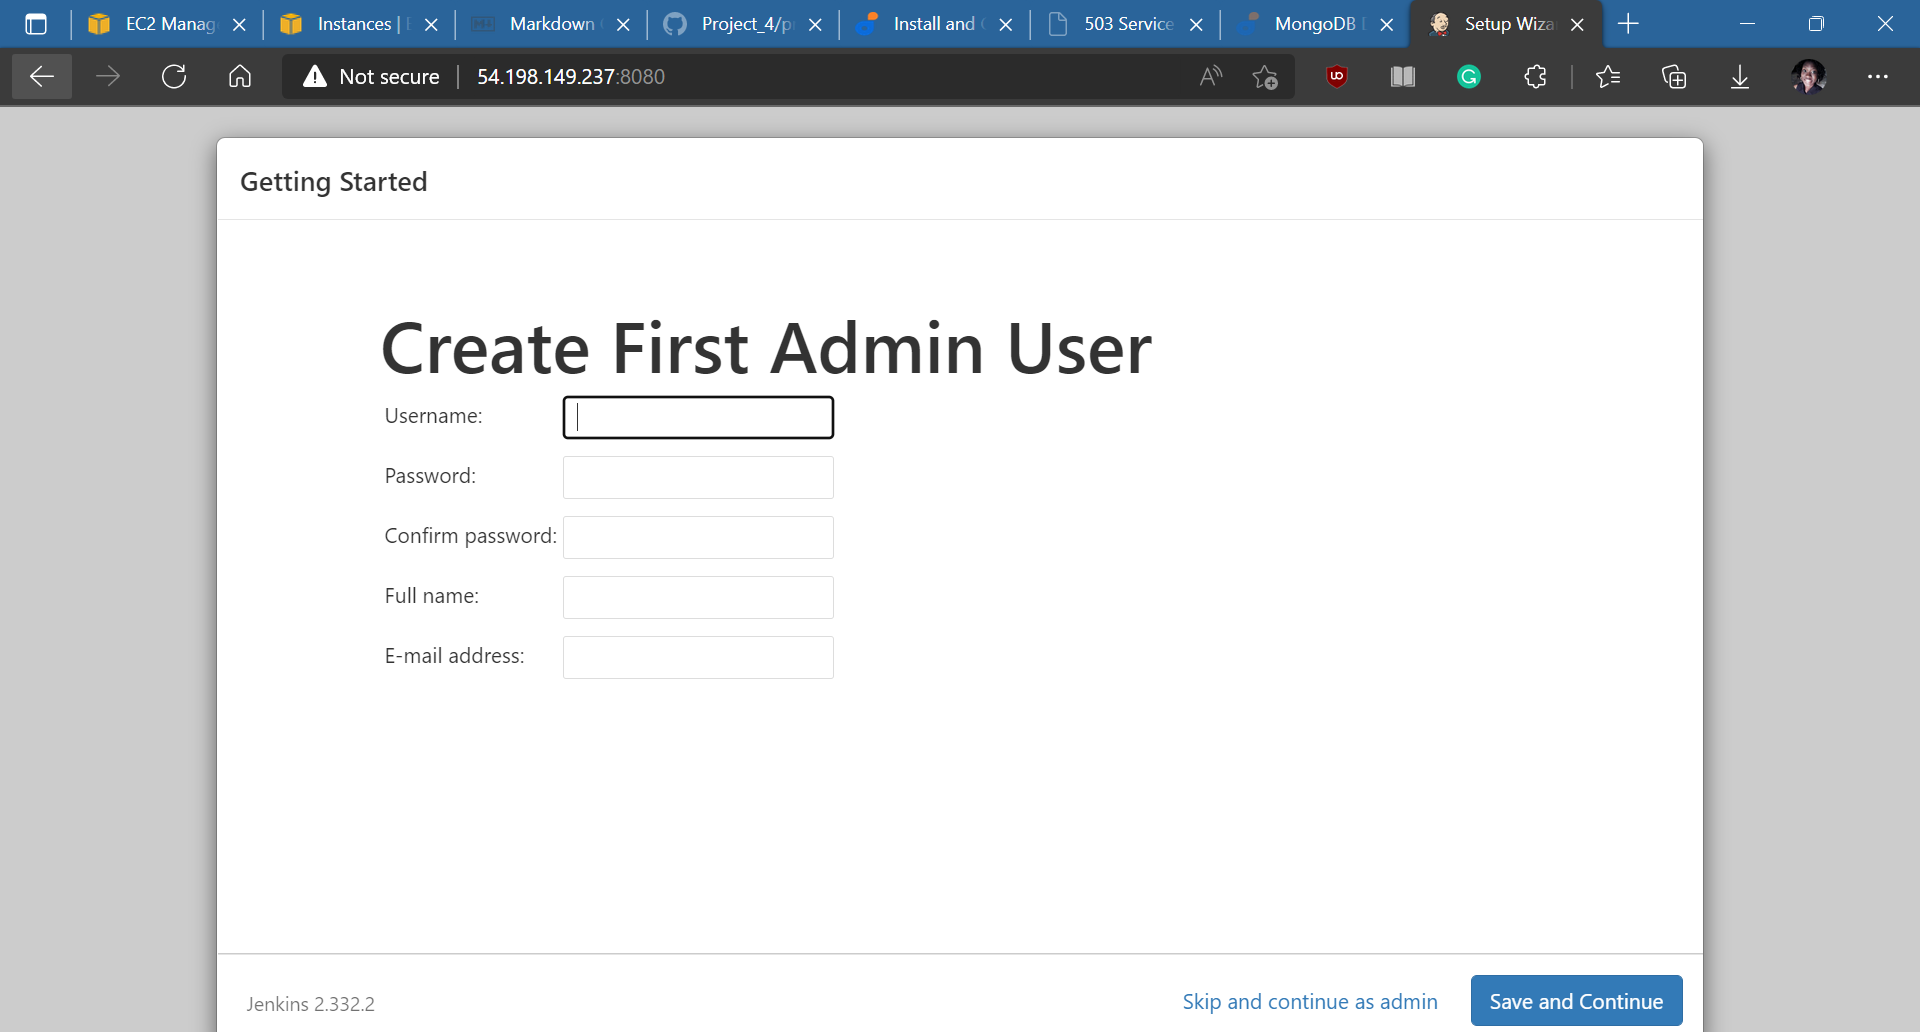 EC2 Manag
Instances |
Markdown
Project_4/p
Install and
503 Service
MongoDB
Setup Wiza
Not secure
54.198.149.237:8080
Getting Started
Create First Admin User
Username:
Password:
Confirm password:
Full name:
E-mail address:
Jenkins 2.332.2
Skip and continue as admin
Save and Continue